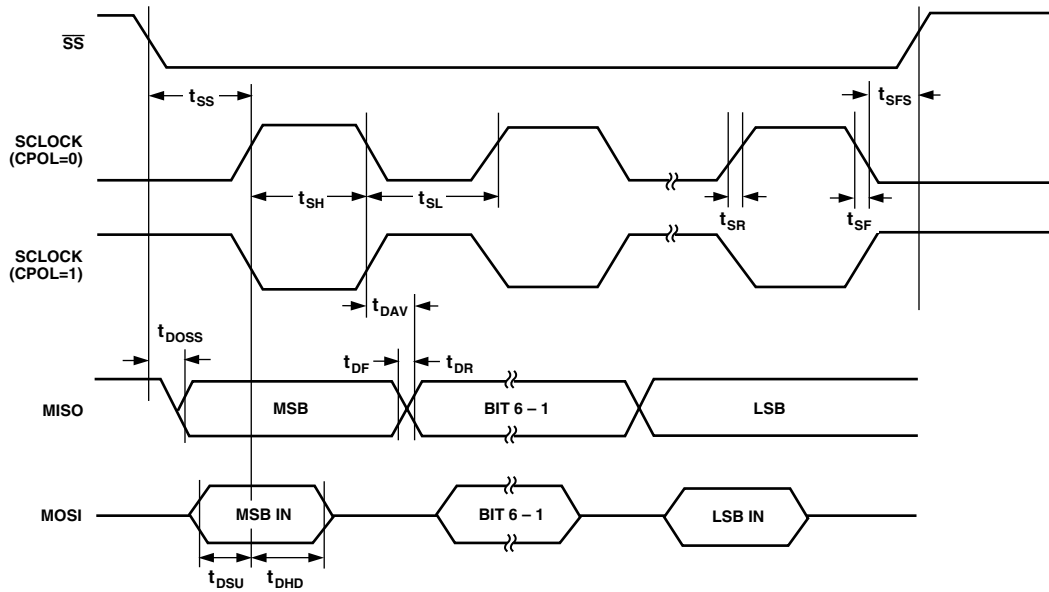 SS
tSS
tSFS
SCLOCK
(CPOL=0)
tSH
tSL
tSR
tSF
SCLOCK
(CPOL=1)
tDAV
tDOSS
tDF
tDR
MISO
MSB
BIT 6 – 1
LSB
MOSI
MSB IN
BIT 6 – 1
LSB IN
tDSU
tDHD